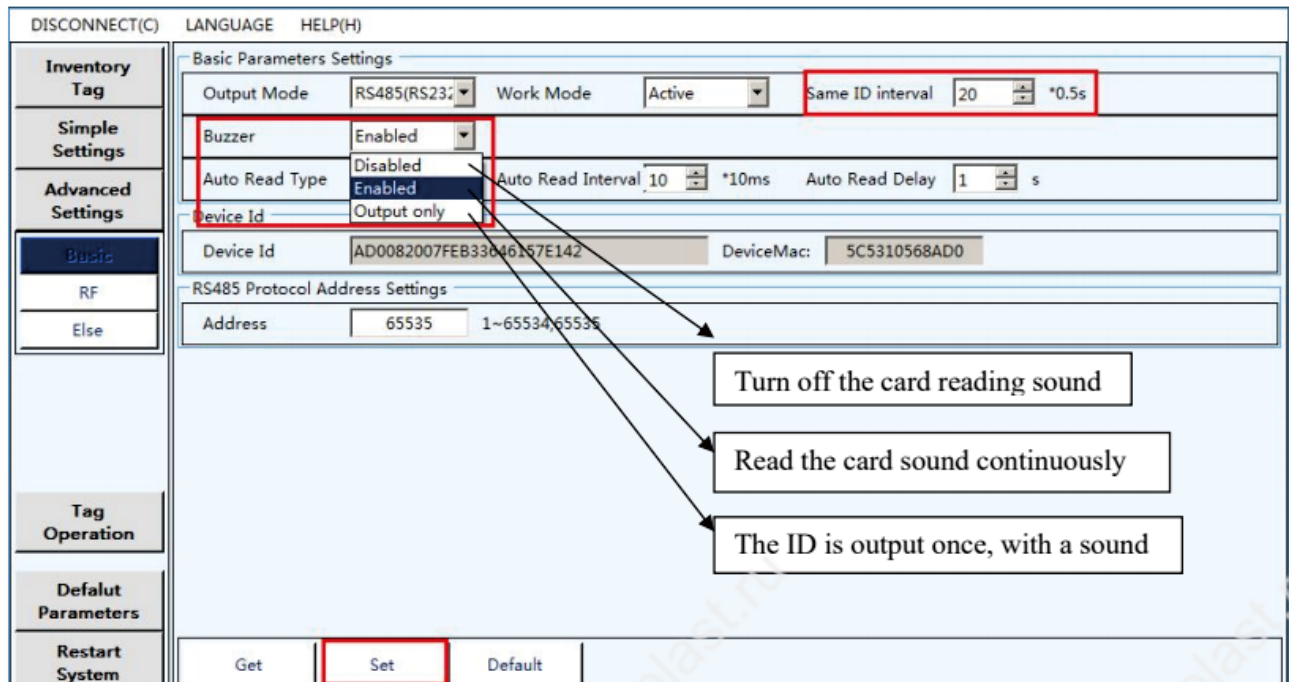 DISCONNECT(C) LANGUAGE HELP(H)
Inventory
Tag
Simple
Settings
Advanced
Settings
Basic
RF
Else
Tag
Operation
Defalut
Parameters
Restart
System
Basic Parameters Settings
Output Mode RS485(RS232 Work Mode Active Same ID interval 20 *0.5s
Buzzer Enabled
Disabled
Enabled
Output only
Auto Read Type Auto Read Interval 10 *10ms Auto Read Delay 1 s
Device Id
Device Id AD0082007FEB33646157E142 DeviceMac: 5C5310568AD0
RS485 Protocol Address Settings
Address 65535 1~65534,65535
Turn off the card reading sound
Read the card sound continuously
The ID is output once, with a sound
Get Set Default